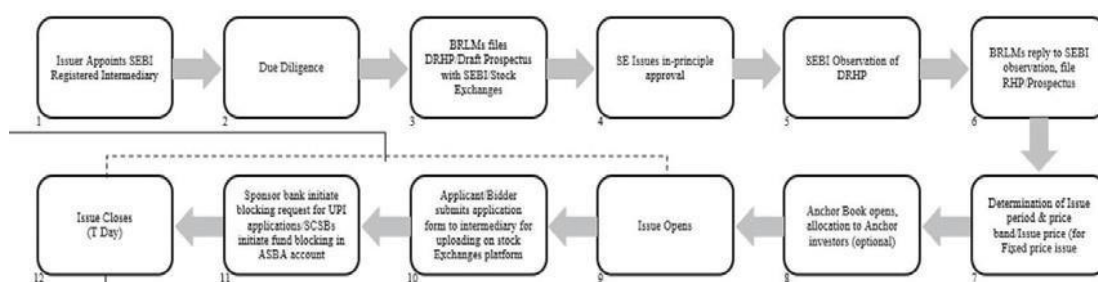 Issuer Appoints SEBI
Registered Intermediary
1
Due Diligence
2
BRLMs files
DRHP/Draft Prospectus
with SEBI/Stock
Exchanges
3
SE Issues in-principle
approval
4
SEBI Observation of
DRHP
5
BRLMs reply to SEBI
observation, file
RHP/Prospectus
6
Determination of Issue
period & price
band/Issue price (for
Fixed price issue
7
Anchor Book opens,
allocation to Anchor
investors (optional)
8
Issue Opens
9
Applicant/Bidder
submits application
form to intermediary for
uploading on stock
Exchanges platform
10
Sponsor bank initiate
blocking request for UPI
applications/SCSBs
initiate fund blocking in
ASBA account
11
Issue Closes
(T Day)
12